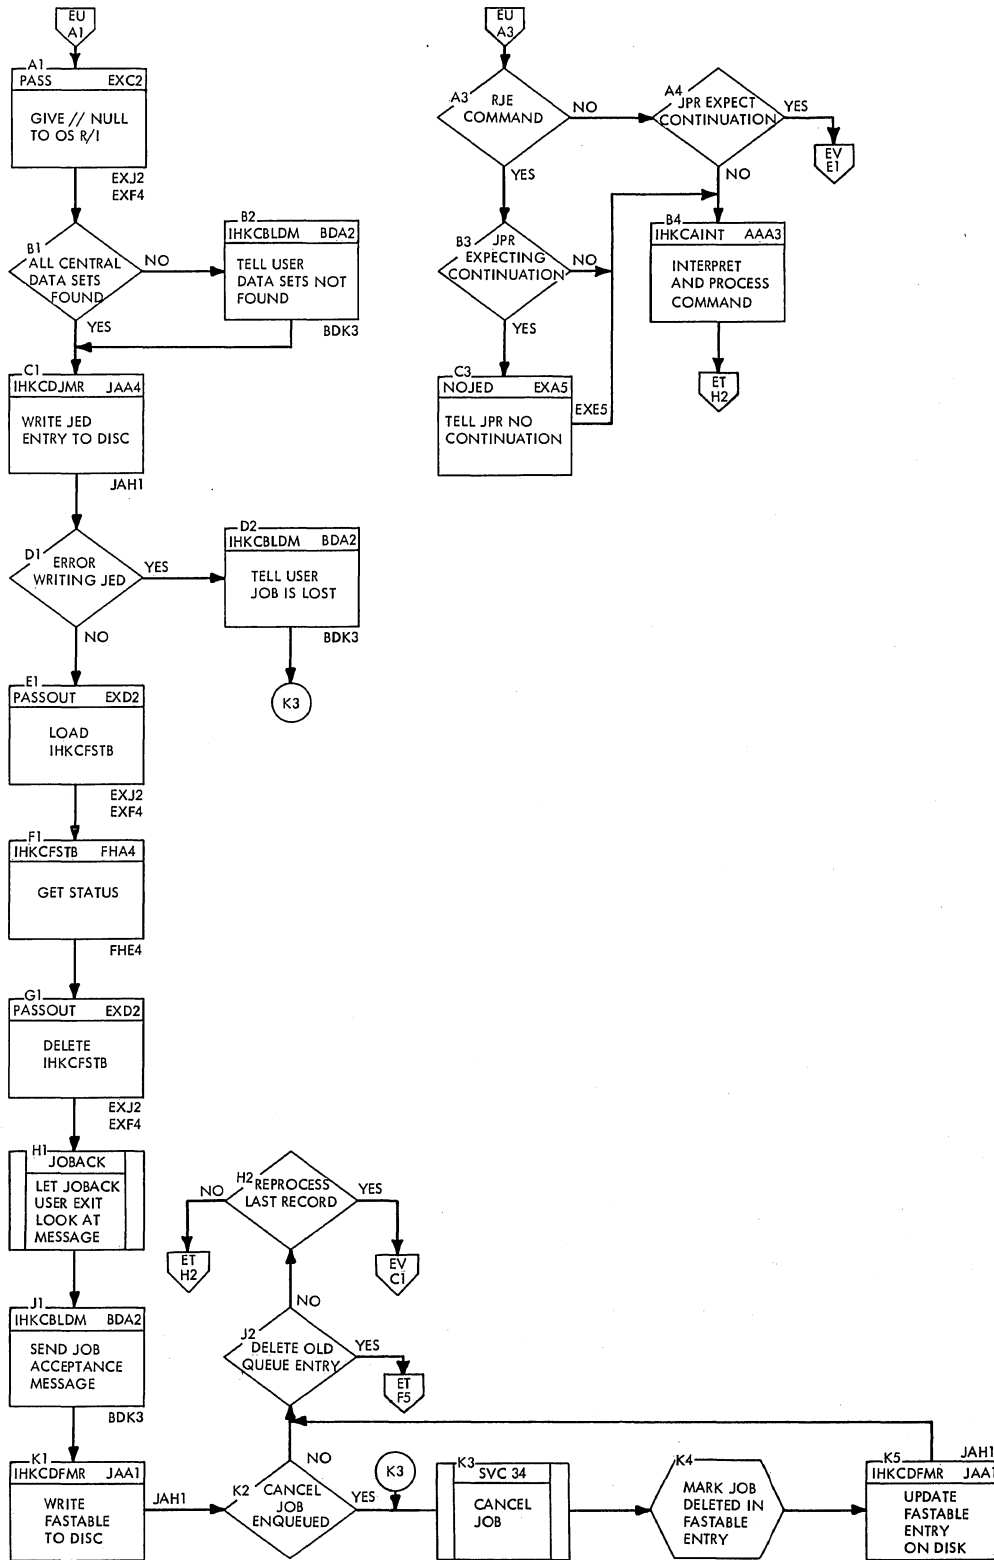 EU
A1
A1
PASS EXC2
GIVE // NULL
TO OS R/I
EXJ2
EXF4
B1
ALL CENTRAL
DATA SETS
FOUND
NO
YES
B2
IHKCBLDM BDA2
TELL USER
DATA SETS NOT
FOUND
BDK3
C1
IHKCDJMR JAA4
WRITE JED
ENTRY TO DISC
JAH1
D1
ERROR
WRITING JED
YES
NO
D2
IHKCBLDM BDA2
TELL USER
JOB IS LOST
BDK3
K3
E1
PASSOUT EXD2
LOAD
IHKCFSTB
EXJ2
EXF4
F1
IHKCFSTB FHA4
GET STATUS
FHE4
G1
PASSOUT EXD2
DELETE
IHKCFSTB
EXJ2
EXF4
H1
JOBACK
LET JOBACK
USER EXIT
LOOK AT
MESSAGE
J1
IHKCBLDM BDA2
SEND JOB
ACCEPTANCE
MESSAGE
BDK3
K1
IHKCDFMR JAA1
WRITE
FASTABLE
TO DISC
JAH1
EU
A3
A3
RJE
COMMAND
NO
YES
A4
JPR EXPECT
CONTINUATION
YES
EV
E1
NO
B3
JPR
EXPECTING
CONTINUATION
NO
YES
B4
IHKCAINT AAA3
INTERPRET
AND PROCESS
COMMAND
ET
H2
C3
NOJED EXA5
TELL JPR NO
CONTINUATION
EXE5
H2
REPROCESS
LAST RECORD
NO
YES
ET
H2
EV
C1
NO
J2
DELETE OLD
QUEUE ENTRY
YES
ET
F5
NO
K2
CANCEL
JOB
ENQUEUED
YES
K3
K3
SVC 34
CANCEL
JOB
K4
MARK JOB
DELETED IN
FASTABLE
ENTRY
JAH1
K5
IHKCDFMR JAA1
UPDATE
FASTABLE
ENTRY
ON DISK